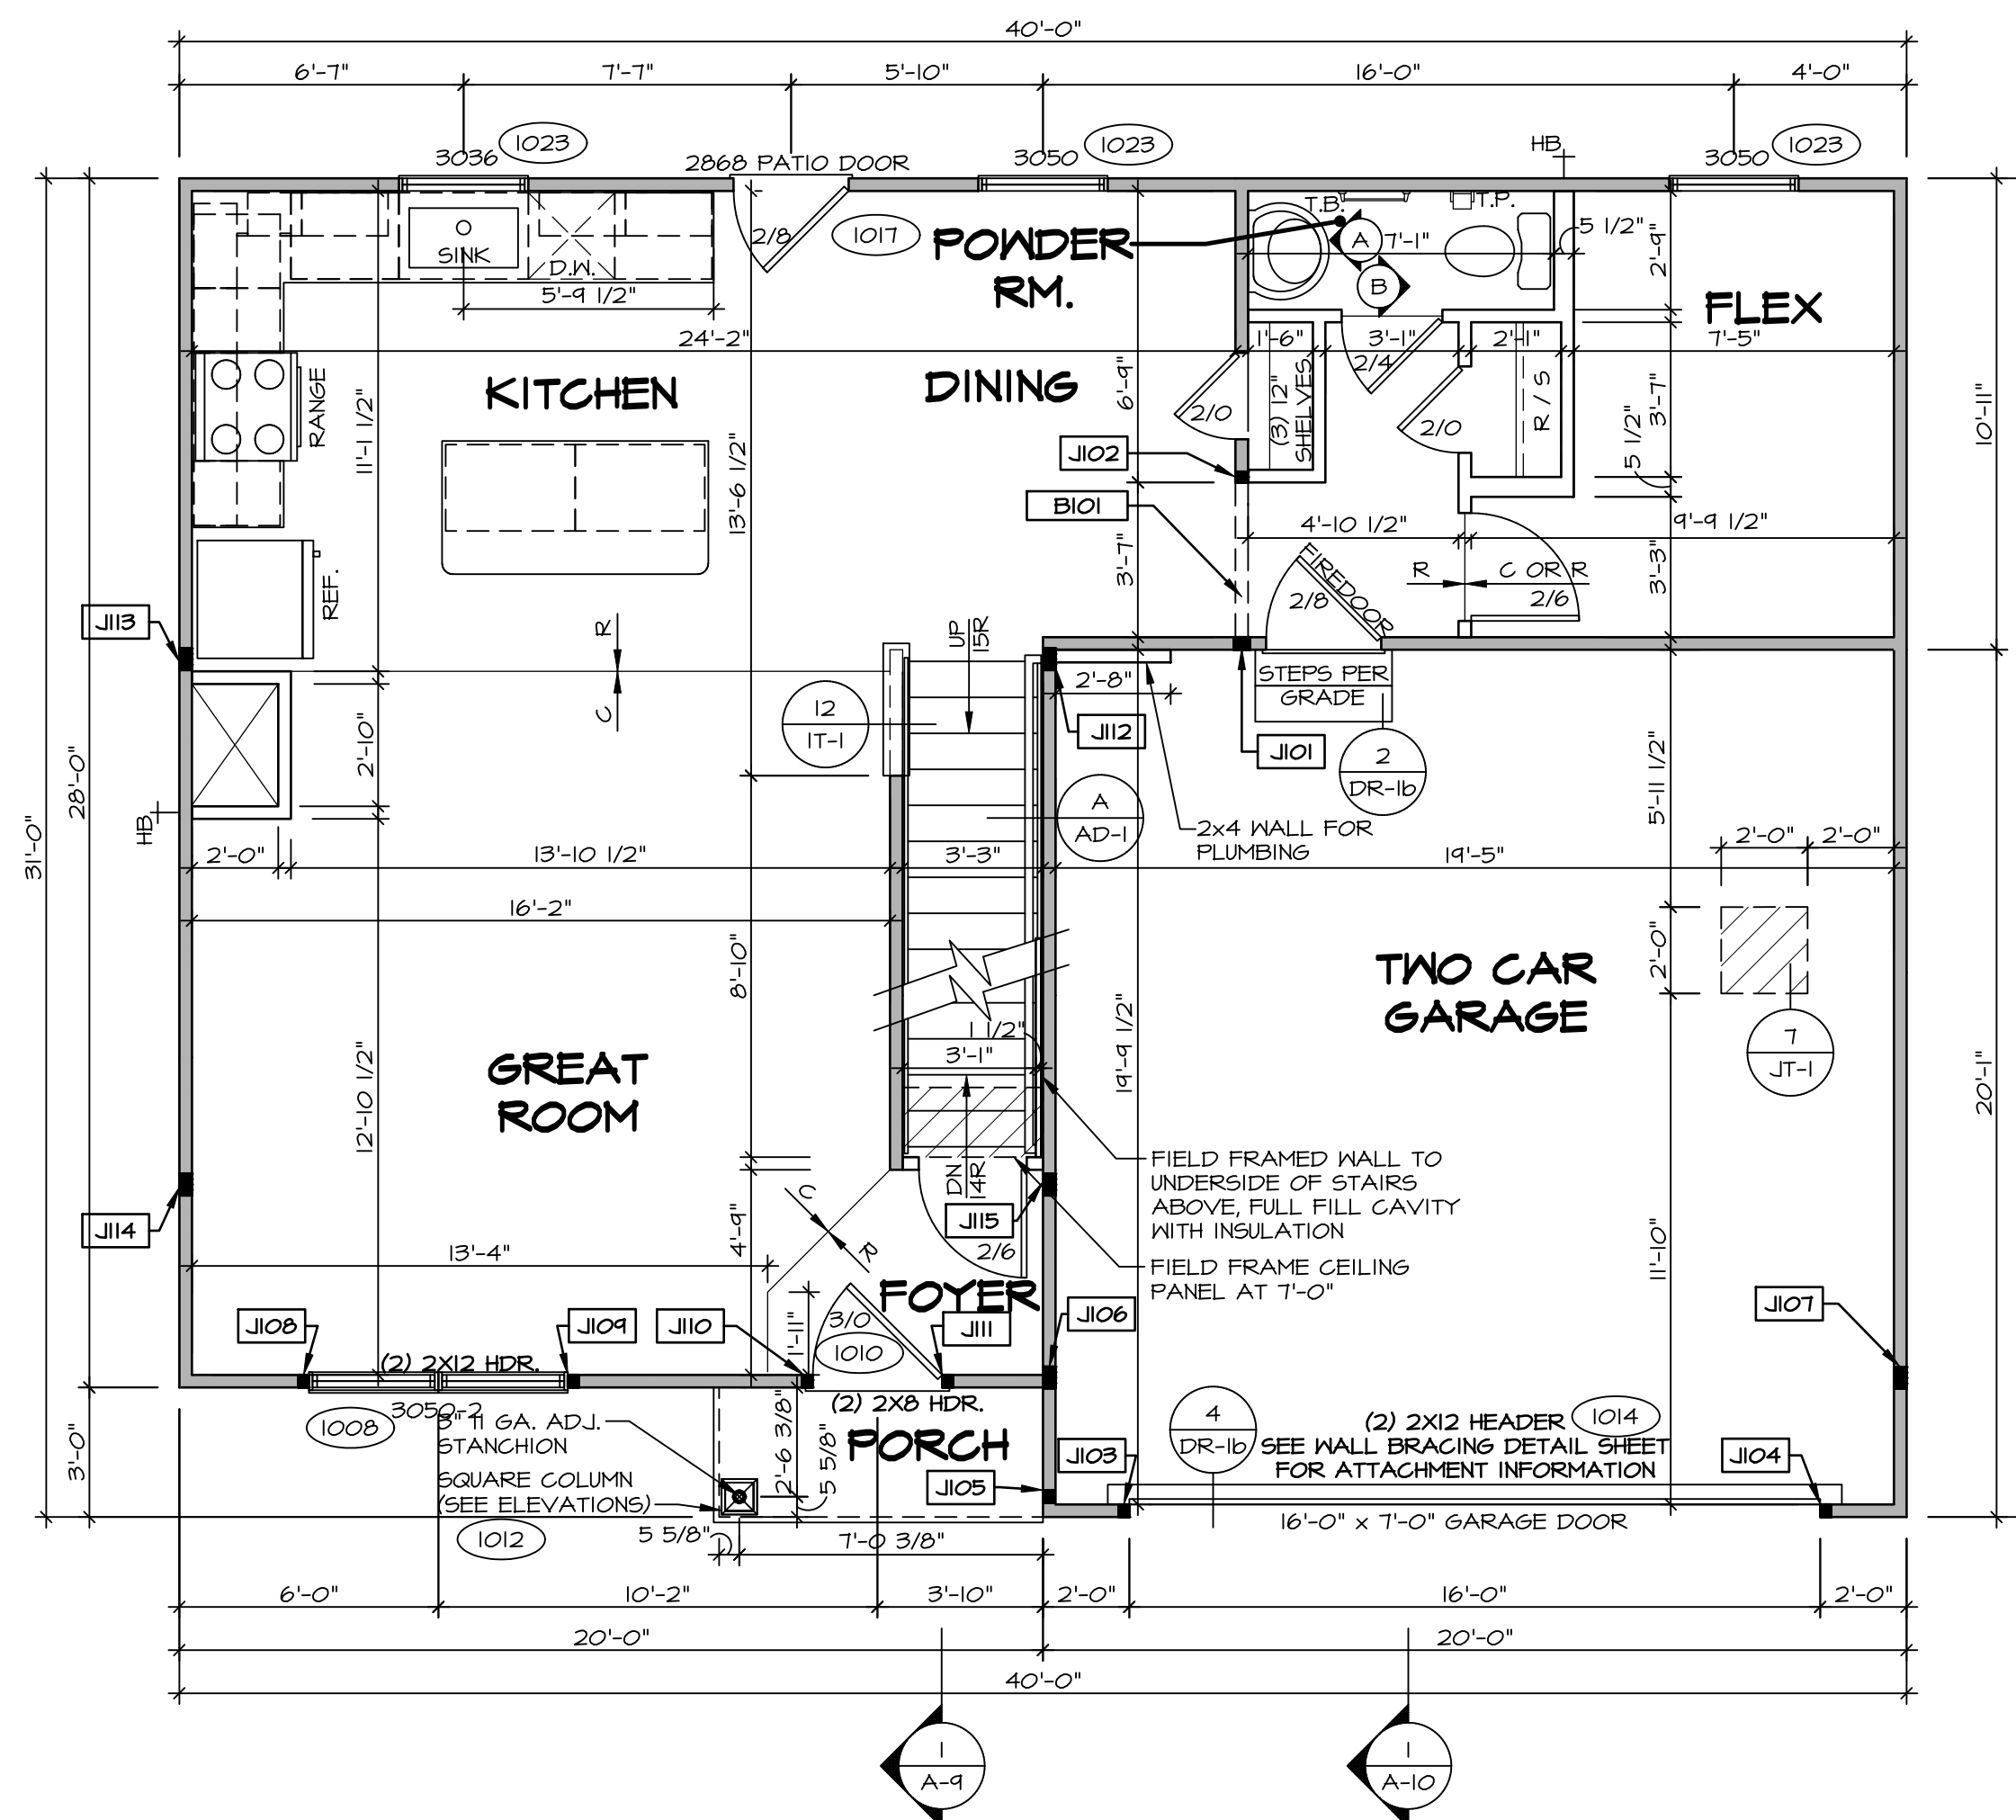 40'-0"
6'-7"
7'-7"
5'-10"
16'-0"
4'-0"
3036
1023
2868 PATIO DOOR
3050
1023
HB
3050
1023
SINK
D.W.
2/8
1017
5'-9 1/2"
POWDER
RM.
T.B.
T.P.
A
7'-1"
B
5 1/2"
2'-9"
FLEX
24'-2"
1'-6"
3'-1"
2'-1"
7'-5"
2/4
RANGE
11'-1 1/2"
KITCHEN
DINING
6'-9"
2/0
(3) 12"
SHELVES
2/0
R / S
5 1/2"
3'-7"
10'-11"
13'-6 1/2"
J102
B101
4'-10 1/2"
9'-9 1/2"
3'-7"
FIREDOOR
2/8
R
C OR R
2/6
3'-3"
REF.
J113
R
C
UP
15R
2'-8"
STEPS PER
GRADE
12
1T-1
J112
J101
2
DR-1b
28'-0"
31'-0"
2'-10"
HB
A
AD-1
2x4 WALL FOR
PLUMBING
5'-11 1/2"
2'-0"
13'-10 1/2"
3'-3"
19'-5"
2'-0"
2'-0"
16'-2"
8'-10"
2'-0"
TWO CAR
GARAGE
19'-9 1/2"
1 1/2"
3'-1"
7
JT-1
GREAT
ROOM
12'-10 1/2"
20'-1"
FIELD FRAMED WALL TO
UNDERSIDE OF STAIRS
ABOVE, FULL FILL CAVITY
WITH INSULATION
DN
14R
C
R
J115
2/6
J114
13'-4"
4'-9"
11'-10"
FIELD FRAME CEILING
PANEL AT 7'-0"
FOYER
J108
J109
J110
1'-11"
3/0
1010
J111
J106
J107
(2) 2X12 HDR.
3050-2
1008
3" 11 GA. ADJ.
STANCHION
SQUARE COLUMN
(SEE ELEVATIONS)
1012
(2) 2X8 HDR.
PORCH
2'-6 3/8"
5 5/8"
J105
J103
4
DR-1b
(2) 2X12 HEADER
1014
SEE WALL BRACING DETAIL SHEET
FOR ATTACHMENT INFORMATION
J104
3'-0"
5 5/8"
7'-0 3/8"
16'-0" x 7'-0" GARAGE DOOR
6'-0"
10'-2"
3'-10"
2'-0"
16'-0"
2'-0"
20'-0"
20'-0"
40'-0"
1
A-9
1
A-10